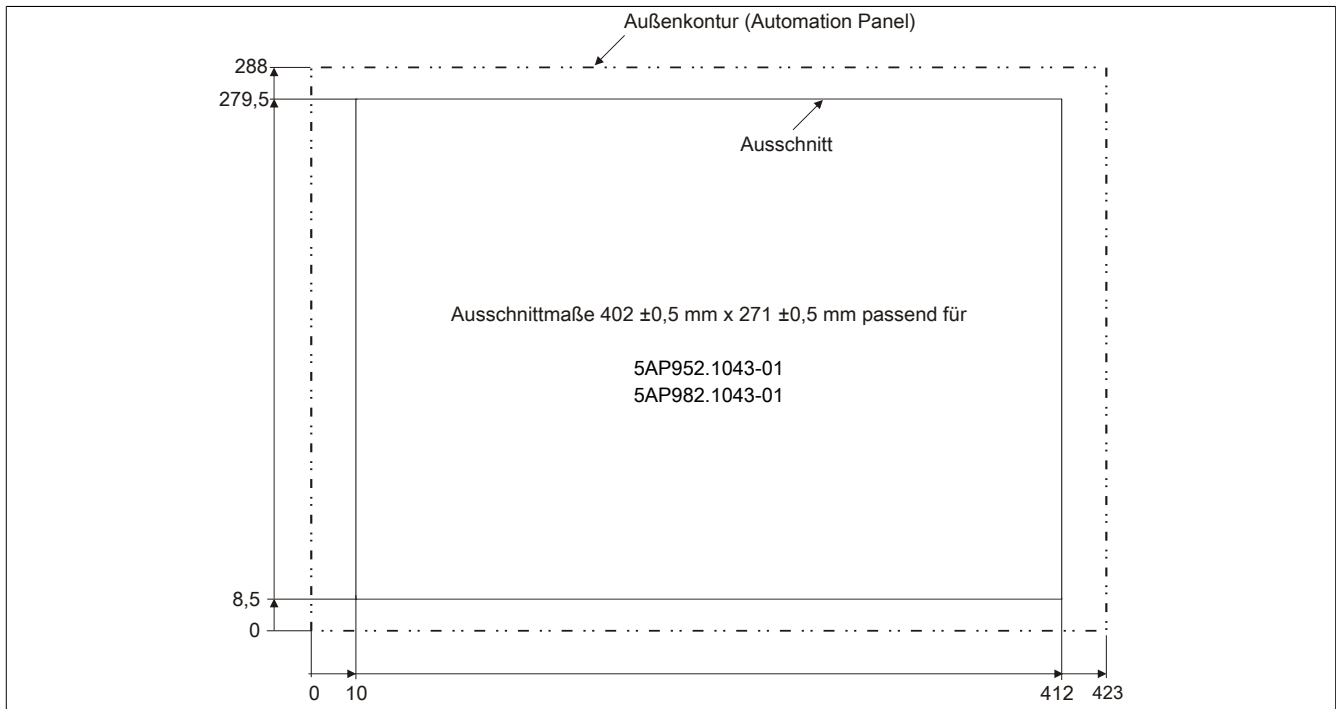 Außenkontur (Automation Panel)
288
279,5
Ausschnitt
Ausschnittmaße 402 ±0,5 mm x 271 ±0,5 mm passend für
5AP952.1043-01
5AP982.1043-01
8,5
0
0 10 412 423